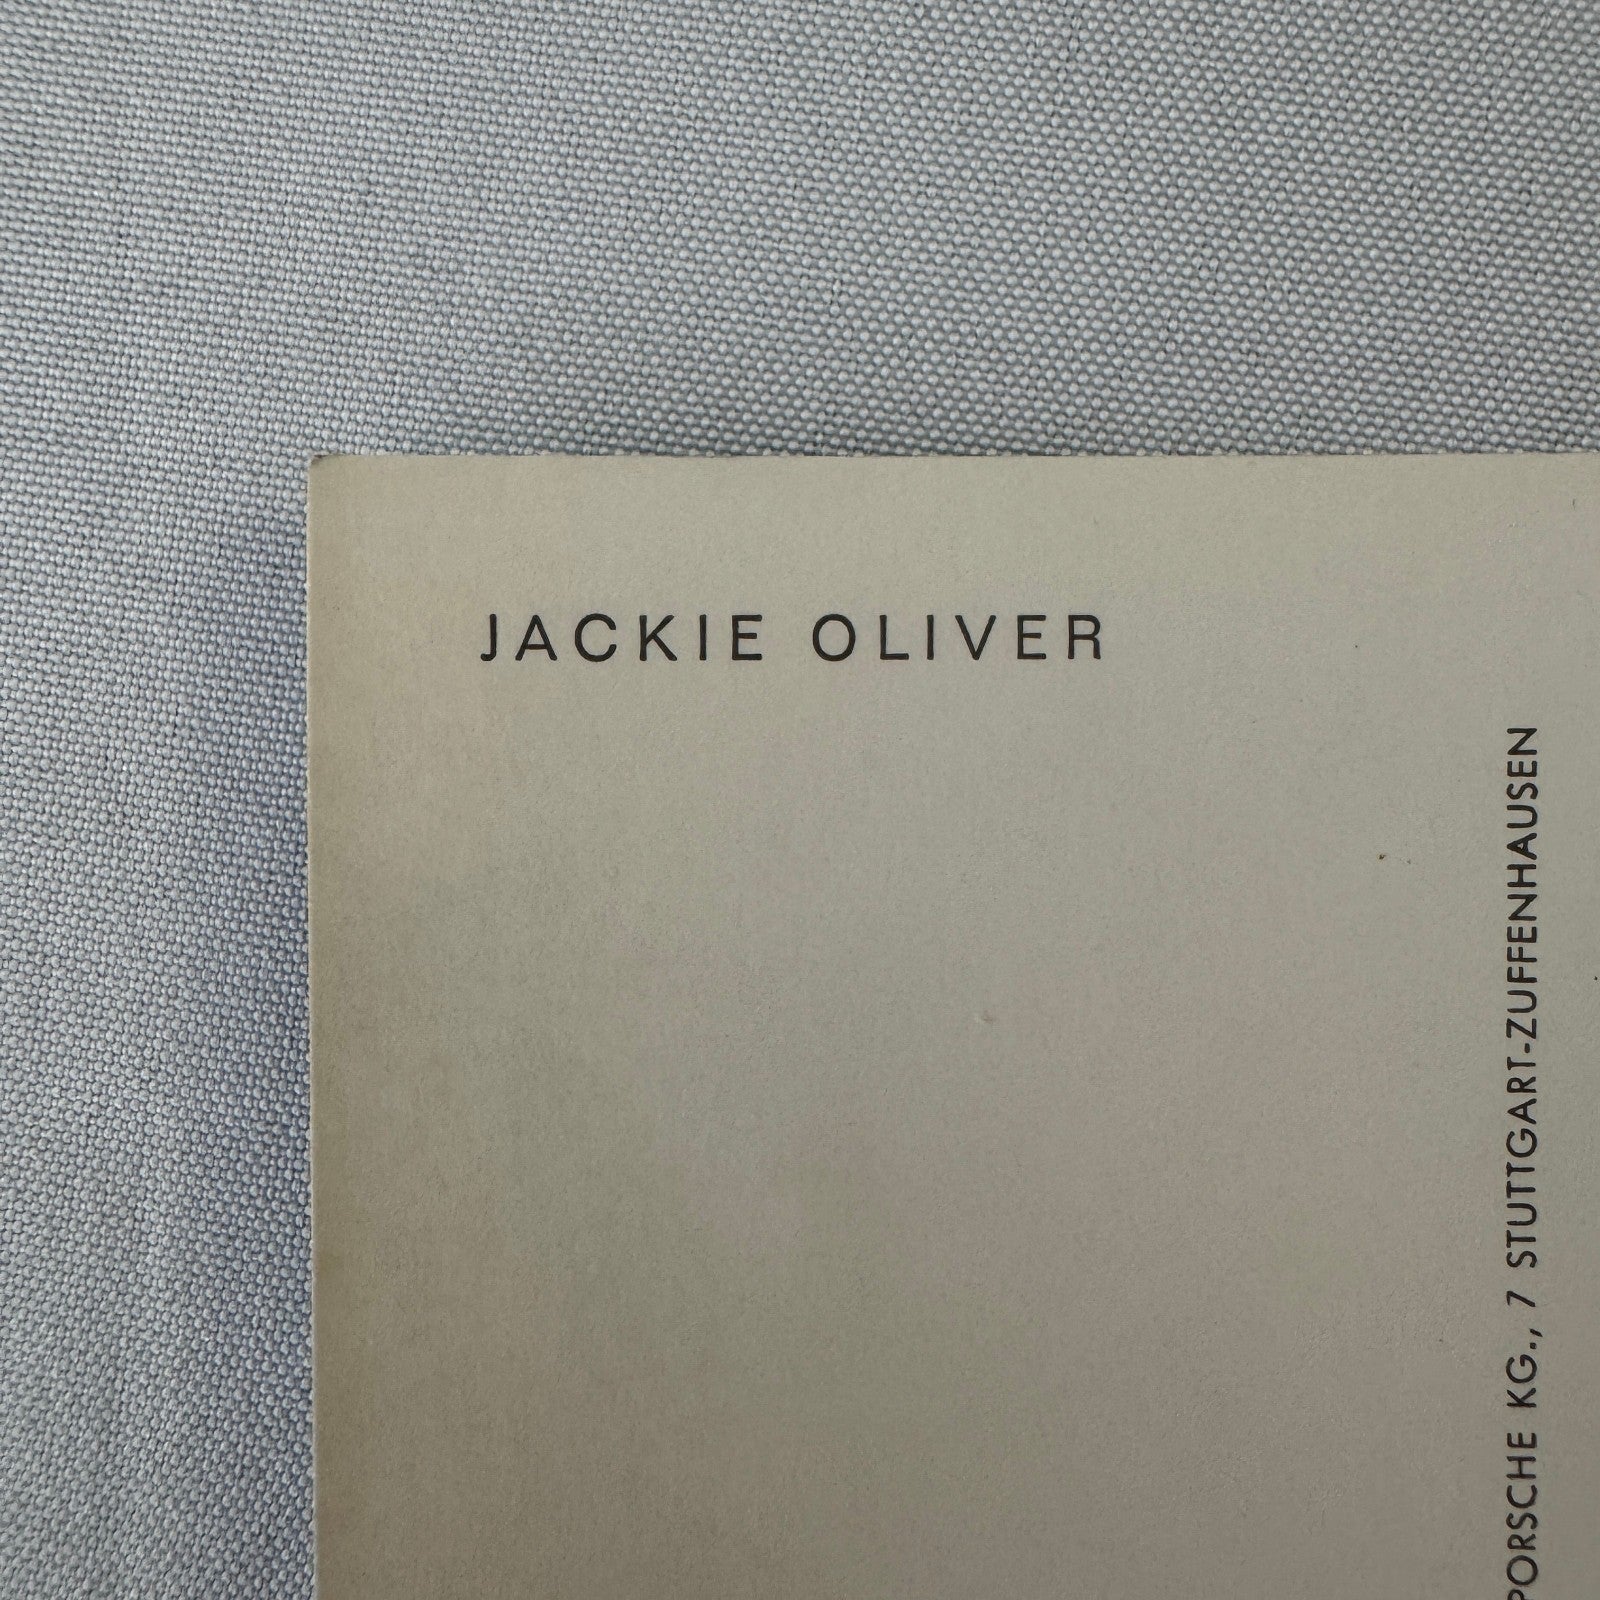 JACKIE OLIVER
PORSCHE KG., 7 STUTTGART-ZUFFENHAUSEN